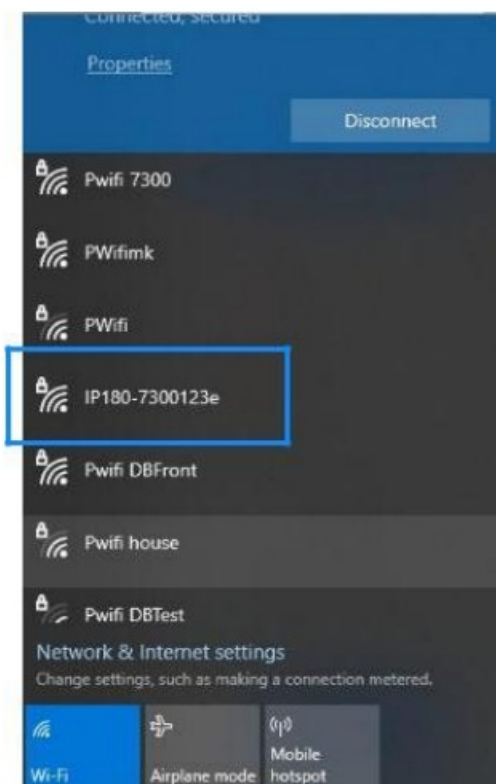 Connected, secured
Properties
Disconnect
Pwifi 7300
PWifimk
PWifi
IP180-7300123e
Pwifi DBFront
Pwifi house
Pwifi DBTest
Network & Internet settings
Change settings, such as making a connection metered.
Wi-Fi
Airplane mode
Mobile
hotspot